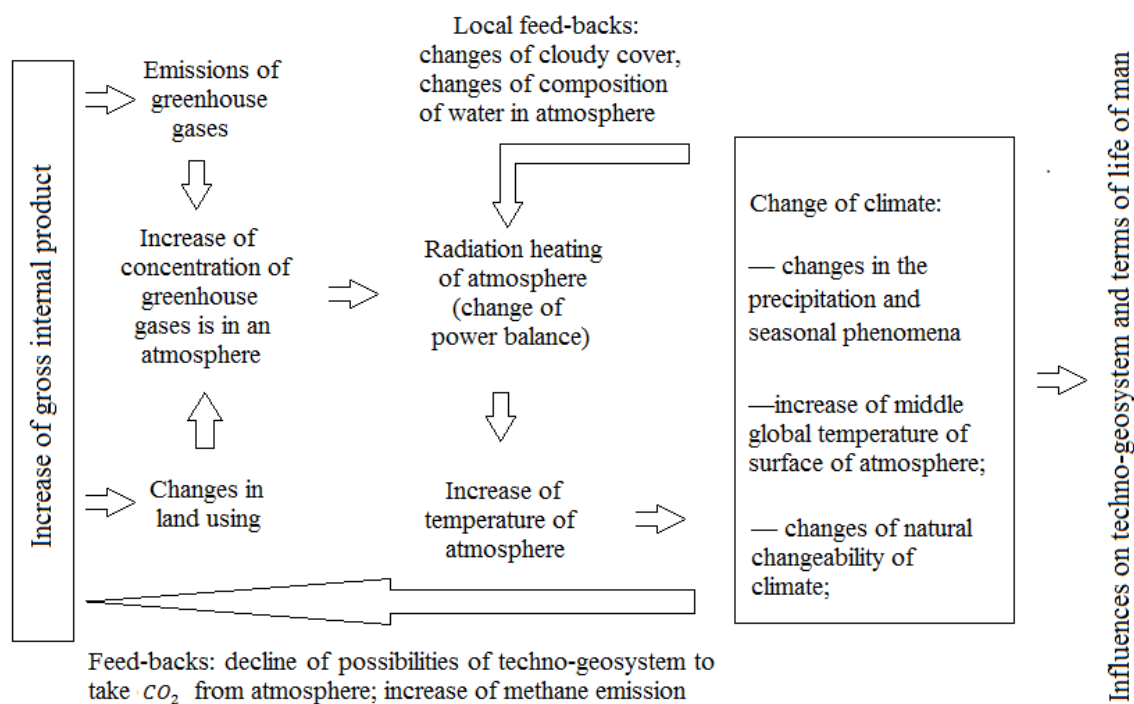 Increase of gross internal product
Emissions of
greenhouse
gases
Increase of
concentration of
greenhouse
gases is in an
atmosphere
Changes in
land using
Local feed-backs:
changes of cloudy cover,
changes of composition
of water in atmosphere
Radiation heating
of atmosphere
(change of
power balance)
Increase of
temperature of
atmosphere
Change of climate:
— changes in the
precipitation and
seasonal phenomena
—increase of middle
global temperature of
surface of atmosphere;
— changes of natural
changeability of
climate;
Influences on techno-geosystem and terms of life of man
Feed-backs: decline of possibilities of techno-geosystem to
take CO₂ from atmosphere; increase of methane emission